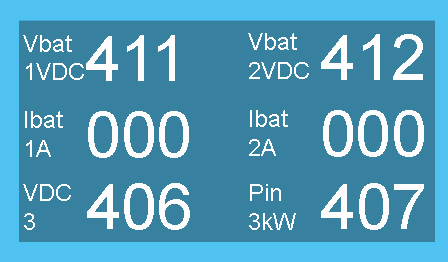 Vbat 1VDC 411 Vbat 2VDC 412
Ibat 1A 000 Ibat 2A 000
VDC 3 406 Pin 3kW 407